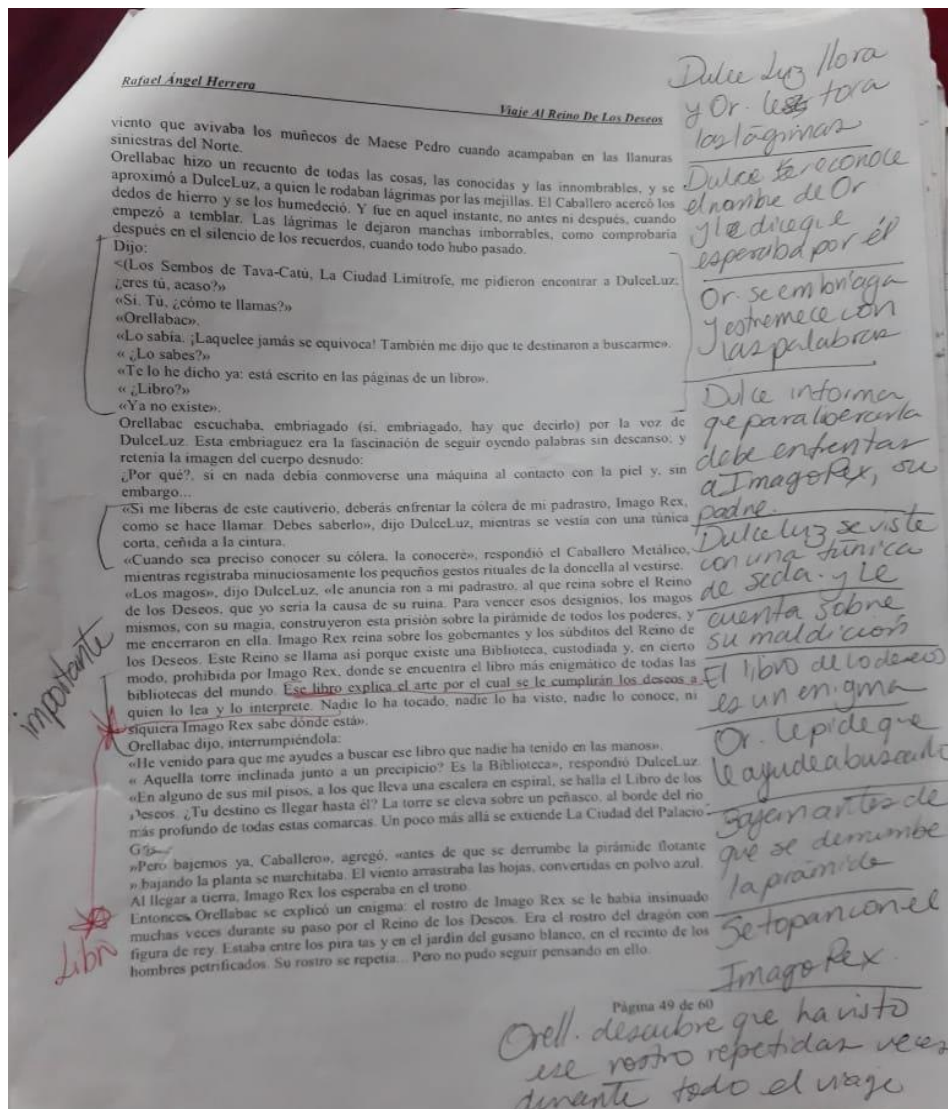 Rafael Ángel Herrera
Viaje Al Reino De Los Deseos
viento que avivaba los muñecos de Maese Pedro cuando acampaban en las llanuras
siniestras del Norte.
Orellabac hizo un recuento de todas las cosas, las conocidas y las innombrables, y se
aproximó a DulceLuz, a quien le rodaban lágrimas por las mejillas. El Caballero acercó los
dedos de hierro y se los humedeció. Y fue en aquel instante, no antes ni después, cuando
empezó a temblar. Las lágrimas le dejaron manchas imborrables, como comprobaría
después en el silencio de los recuerdos, cuando todo hubo pasado.
Dijo:
<(Los Sembos de Tava-Catú, La Ciudad Limítrofe, me pidieron encontrar a DulceLuz:
¿eres tú, acaso?»
«Sí. Tú, ¿cómo te llamas?»
«Orellabac».
«Lo sabía. ¡Laquelee jamás se equivoca! También me dijo que te destinaron a buscarme».
« ¿Lo sabes?»
«Te lo he dicho ya: está escrito en las páginas de un libro».
« ¿Libro?»
«Ya no existe».
Orellabac escuchaba, embriagado (sí, embriagado, hay que decirlo) por la voz de
DulceLuz. Esta embriaguez era la fascinación de seguir oyendo palabras sin descanso; y
retenía la imagen del cuerpo desnudo:
¿Por qué?, si en nada debía conmoverse una máquina al contacto con la piel y, sin
embargo...
«Si me liberas de este cautiverio, deberás enfrentar la cólera de mi padrastro, Imago Rex,
como se hace llamar. Debes saberlo», dijo DulceLuz, mientras se vestía con una túnica
corta, ceñida a la cintura.
«Cuando sea preciso conocer su cólera, la conoceré», respondió el Caballero Metálico,
mientras registraba minuciosamente los pequeños gestos rituales de la doncella al vestirse.
«Los magos», dijo DulceLuz, «le anuncia ron a mi padrastro, al que reina sobre el Reino
de los Deseos, que yo sería la causa de su ruina. Para vencer esos designios, los magos
mismos, con su magia, construyeron esta prisión sobre la pirámide de todos los poderes, y
me encerraron en ella. Imago Rex reina sobre los gobernantes y los súbditos del Reino de
los Deseos. Este Reino se llama así porque existe una Biblioteca, custodiada y, en cierto
modo, prohibida por Imago Rex, donde se encuentra el libro más enigmático de todas las
bibliotecas del mundo. Ese libro explica el arte por el cual se le cumplirán los deseos a
quien lo lea y lo interprete. Nadie lo ha tocado, nadie lo ha visto, nadie lo conoce, ni
siquiera Imago Rex sabe dónde está».
Orellabac dijo, interrumpiéndola:
«He venido para que me ayudes a buscar ese libro que nadie ha tenido en las manos».
« Aquella torre inclinada junto a un precipicio? Es la Biblioteca», respondió DulceLuz.
«En alguno de sus mil pisos, a los que lleva una escalera en espiral, se halla el Libro de los
Deseos. ¿Tu destino es llegar hasta él? La torre se eleva sobre un peñasco, al borde del río
más profundo de todas estas comarcas. Un poco más allá se extiende La Ciudad del Palacio
»Pero bajemos ya, Caballero», agregó, «antes de que se derrumbe la pirámide flotante
» bajando la planta se marchitaba. El viento arrastraba las hojas, convertidas en polvo azul.
Al llegar a tierra, Imago Rex los esperaba en el trono.
Entonces Orellabac se explicó un enigma: el rostro de Imago Rex se le había insinuado
muchas veces durante su paso por el Reino de los Deseos. Era el rostro del dragón con
figura de rey. Estaba entre los pira tas y en el jardín del gusano blanco, en el recinto de los
hombres petrificados. Su rostro se repetía... Pero no pudo seguir pensando en ello.
Página 49 de 60
importante
Libro
Dulce Luz llora
y Or. le tora
las lágrimas
Dulce reconoce
el nombre de Or
y le dice que
esperaba por él
Or. se embriaga
y estremece con
las palabras
Dulce informa
que para liberarla
debe enfrentar
a Imago Rex, su
padre.
Dulce luz se viste
con una túnica
de seda. y le
cuenta sobre
su maldición
El libro de lo deseos
es un enigma
Or. le pide que
le ayude a buscarlo
Bajan antes de
que se derrumbe
la prámide
Se topan con el
Imago Rex.
Orell. descubre que ha visto
ese rostro repetidas veces
durante todo el viage